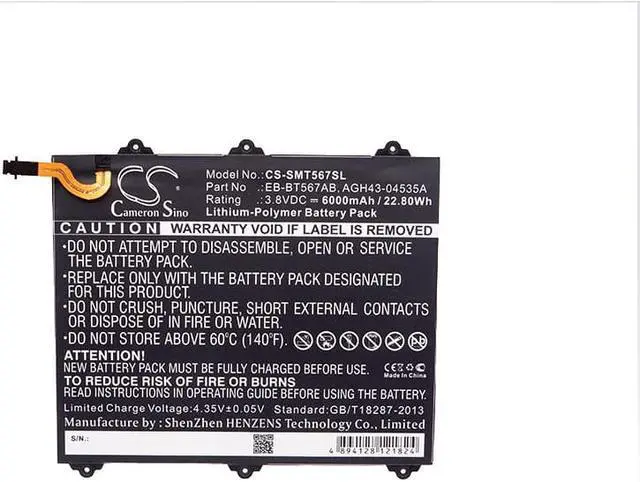 CS
Cameron Sino
Model No.: CS-SMT567SL
Part No.: EB-BT567AB, AGH43-04535A
Rating : 3.8VDC 6000mAh / 22.80Wh
Lithium-Polymer Battery Pack
CAUTION WARRANTY VOID IF LABEL IS REMOVED
•DO NOT ATTEMPT TO DISASSEMBLE, OPEN OR SERVICE
THE BATTERY PACK.
•REPLACE ONLY WITH THE BATTERY PACK DESIGNATED
FOR THIS PRODUCT.
•DO NOT CRUSH, PUNCTURE, SHORT EXTERNAL CONTACTS
OR DISPOSE OF IN FIRE OR WATER.
•DO NOT STORE ABOVE 60°C (140°F).
ATTENTION!
NEW BATTERY PACK MUST BE FULLY CHARGED BEFORE USE.
TO REDUCE RISK OF FIRE OR BURNS
READ INSTRUCTIONS IN OPERATING GUIDE BEFORE USE.
CE
Made in China
Limited Charge Voltage:4.35V±0.05V Standard:GB/T18287-2013
Manufacture by : ShenZhen HENZENS Technology Co., Limited
S/N.:
4 894128 121824